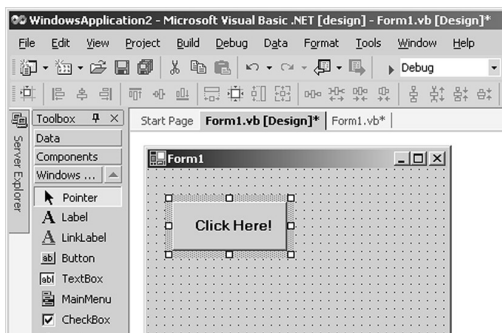 WindowsApplication2 - Microsoft Visual Basic .NET [design] - Form1.vb [Design]*
File Edit View Project Build Debug Data Format Tools Window Help
Debug
Toolbox
Start Page Form1.vb [Design]* Form1.vb*
Server Explorer
Data
Components
Windows ...
Form1
Pointer
A Label
A LinkLabel
ab Button
abl TextBox
MainMenu
CheckBox
Click Here!